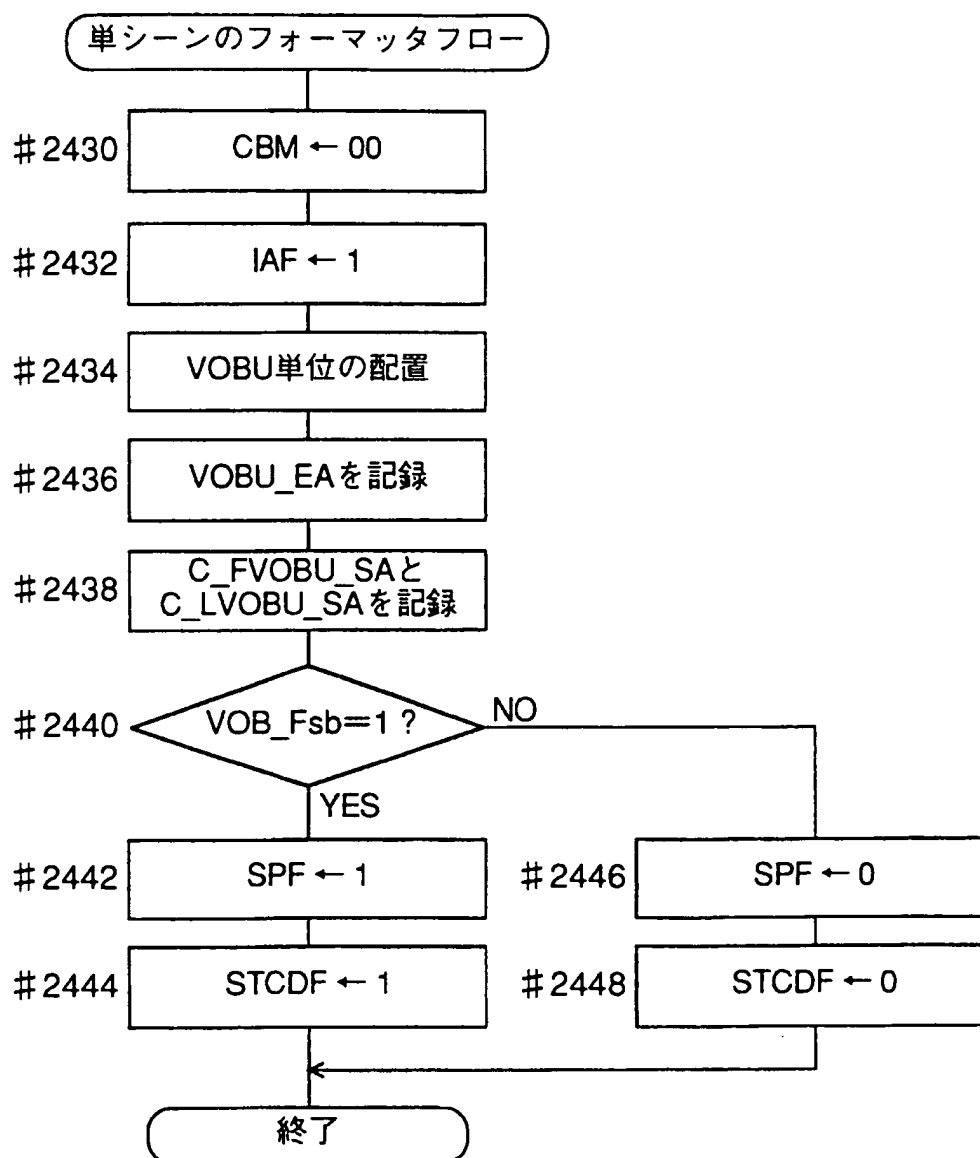 単シーンのフォーマッタフロー
#2430
CBM ← 00
#2432
IAF ← 1
#2434
VOBU単位の配置
#2436
VOBU_EAを記録
#2438
C_FVOBU_SAと
C_LVOBU_SAを記録
#2440
VOB_Fsb=1 ?
NO
YES
#2442
SPF ← 1
#2446
SPF ← 0
#2444
STCDF ← 1
#2448
STCDF ← 0
終了